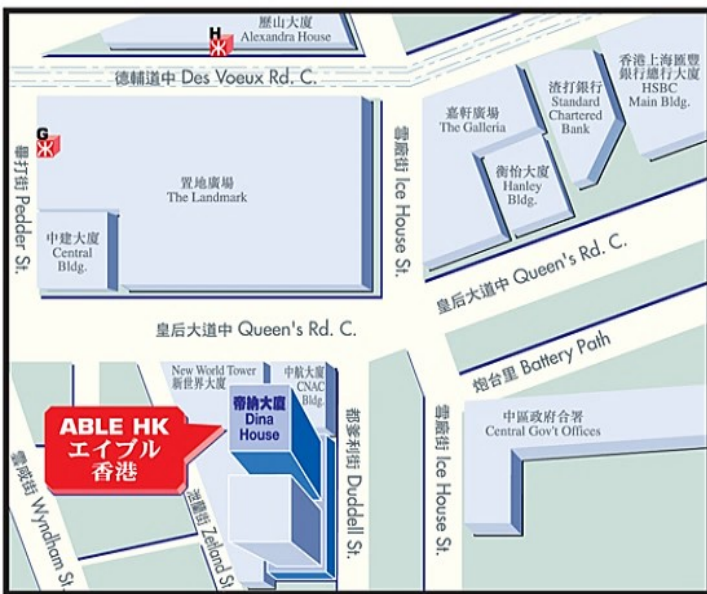 歷山大廈
Alexandra House
H
德輔道中 Des Voeux Rd. C.
香港上海匯豐
銀行總行大廈
HSBC
Main Bldg.
渣打銀行
Standard
Chartered
Bank
嘉軒廣場
The Galleria
衡怡大廈
Hanley
Bldg.
G
畢打街 Pedder St.
置地廣場
The Landmark
雲廠街 Ice House St.
中建大廈
Central
Bldg.
皇后大道中 Queen's Rd. C.
皇后大道中 Queen's Rd. C.
炮台里 Battery Path
New World Tower
新世界大廈
中航大廈
CNAC
Bldg.
帝納大廈
Dina
House
ABLE HK
エイブル
香港
都爹利街 Duddell St.
雲廠街 Ice House St.
中區政府合署
Central Gov't Offices
雲咸街 Wyndham St.
泄蘭街 Zetland St.